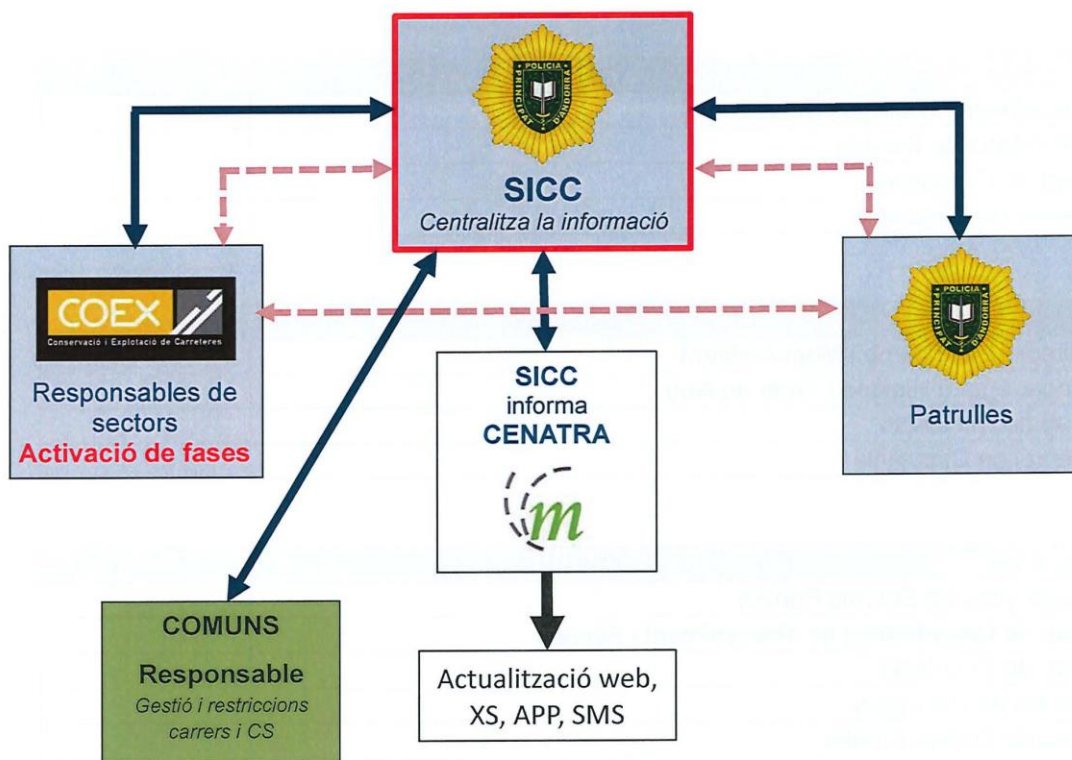 POLICIA
PRINCIPAT D'ANDORRA
SICC
Centralitza la informació
COEX
Conservació i Explotació de Carreteres
Responsables de
sectors
Activació de fases
SICC
informa
CENATRA
m
POLICIA
PRINCIPAT D'ANDORRA
Patrulles
COMUNS
Responsable
Gestió i restriccions
carrers i CS
Actualització web,
XS, APP, SMS